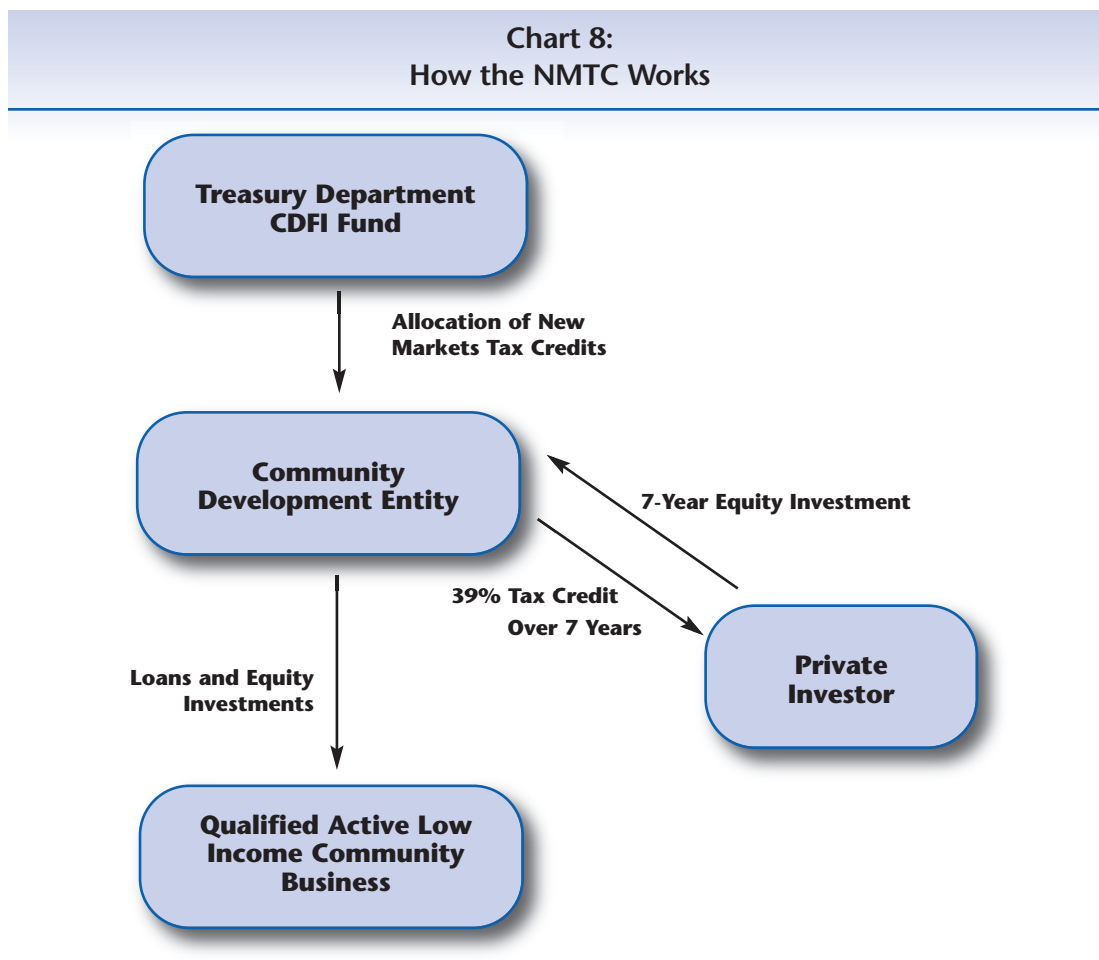 Chart 8:
How the NMTC Works
Treasury Department
CDFI Fund
Allocation of New
Markets Tax Credits
Community
Development Entity
7-Year Equity Investment
39% Tax Credit
Over 7 Years
Private
Investor
Loans and Equity
Investments
Qualified Active Low
Income Community
Business